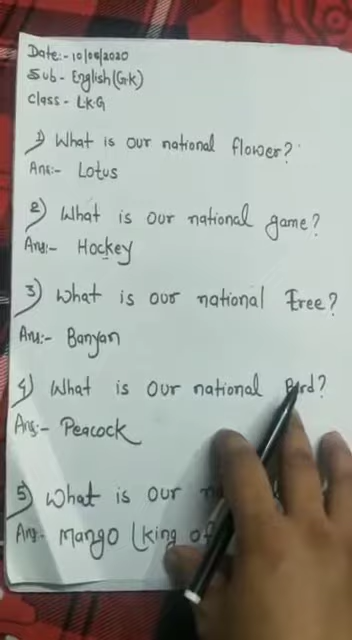 Date:- 10/06/2020
Sub - English(G.K)
Class - L.K.G
1) What is our national flower?
Ans:- Lotus
2) What is our national game?
Ans:- Hockey
3) What is our national Tree?
Ans:- Banyan
4) What is our national Bird?
Ans:- Peacock
5) What is our
Ans:- Mango (king of